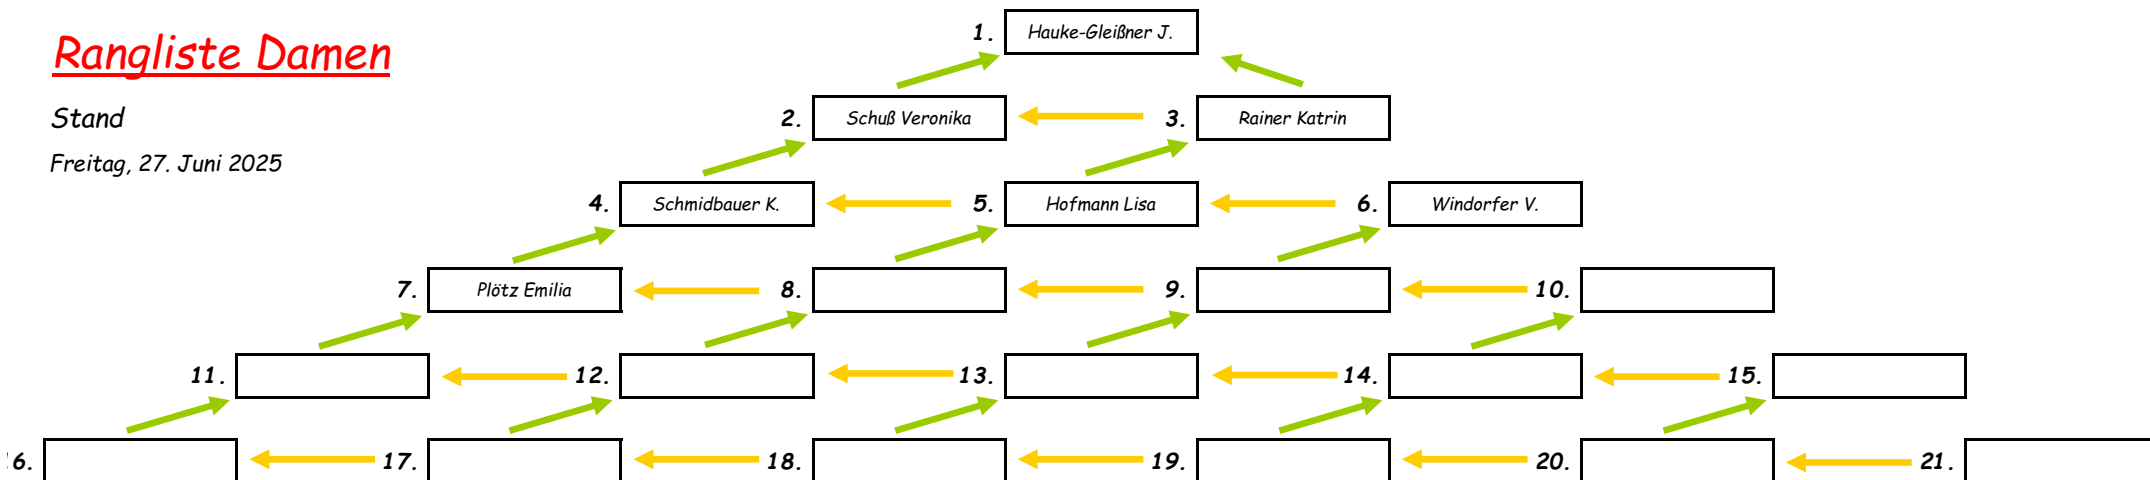 Rangliste Damen
Stand
Freitag, 27. Juni 2025
1. Hauke-Gleißner J.
2. Schuß Veronika 3. Rainer Katrin
4. Schmidbauer K. 5. Hofmann Lisa 6. Windorfer V.
7. Plötz Emilia 8. 9. 10.
11. 12. 13. 14. 15.
6. 17. 18. 19. 20. 21.